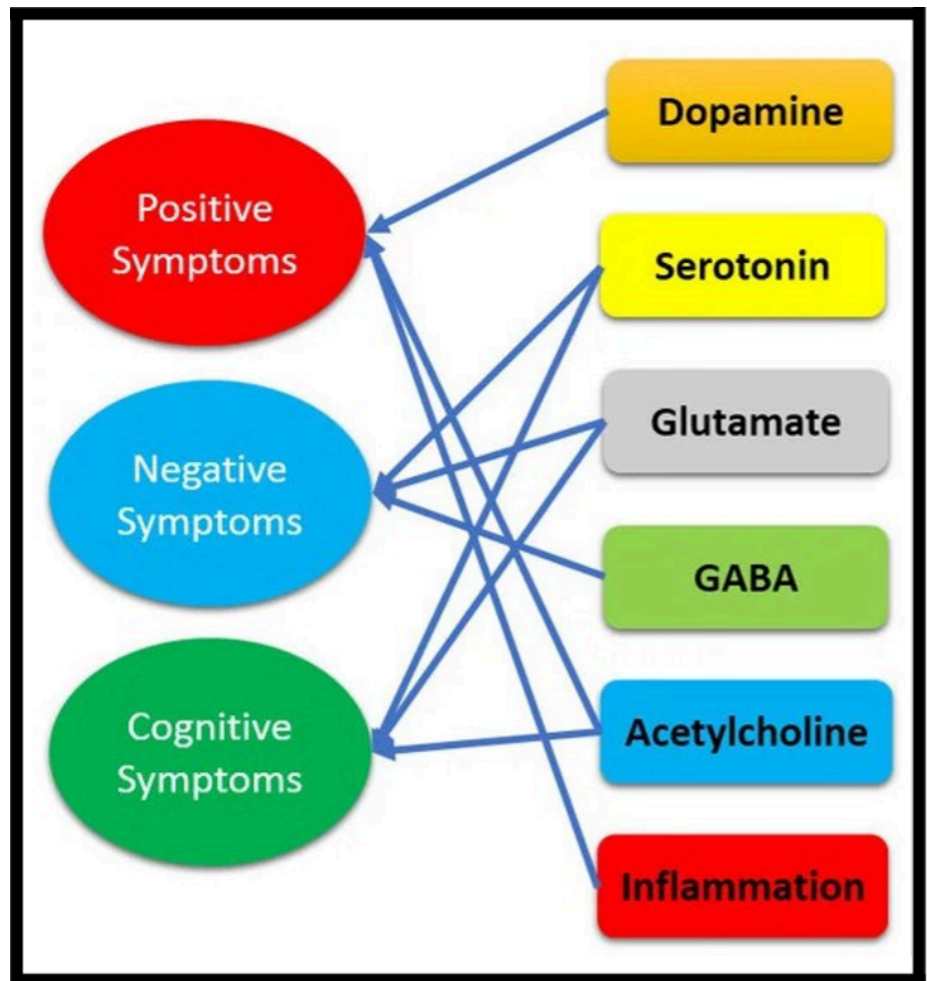 Positive
Symptoms
Negative
Symptoms
Cognitive
Symptoms
Dopamine
Serotonin
Glutamate
GABA
Acetylcholine
Inflammation